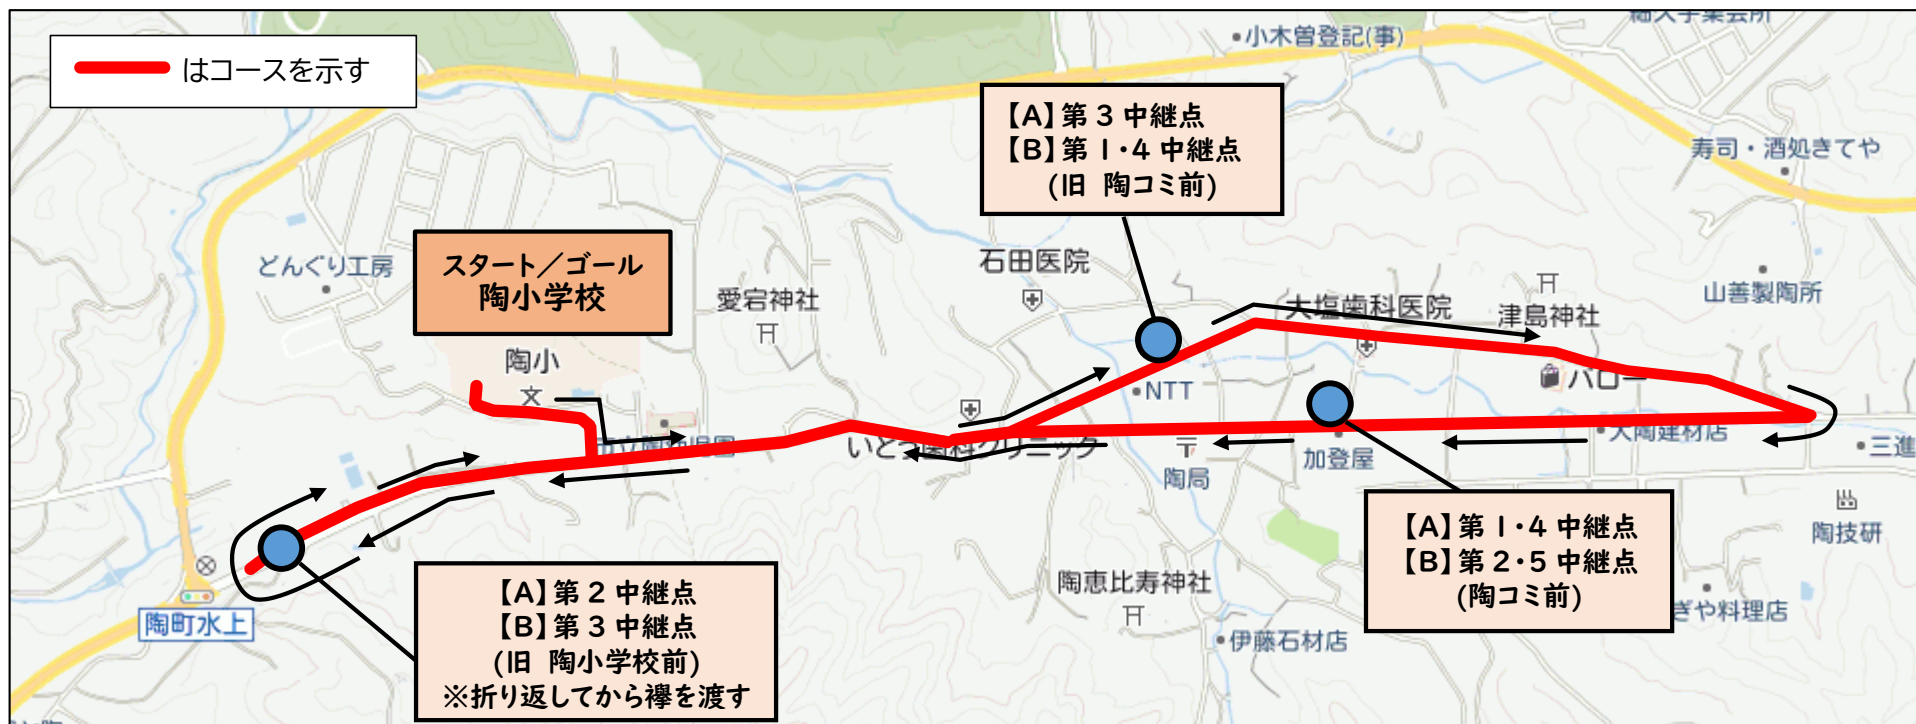 はコースを示す
小木曽登記(事)
【A】第3中継点
【B】第1・4中継点
(旧 陶コミ前)
寿司・酒処きてや
どんぐり工房
スタート／ゴール
陶小学校
愛宕神社
石田医院
大塩歯科医院
津島神社
山善製陶所
陶小
NTT
バロー
いとう歯科クリニック
陶局
加登屋
大陶建材店
三進
【A】第1・4中継点
【B】第2・5中継点
(陶コミ前)
陶技研
【A】第2中継点
【B】第3中継点
(旧 陶小学校前)
※折り返してから襷を渡す
陶町水上
陶恵比寿神社
伊藤石材店
ぎや料理店